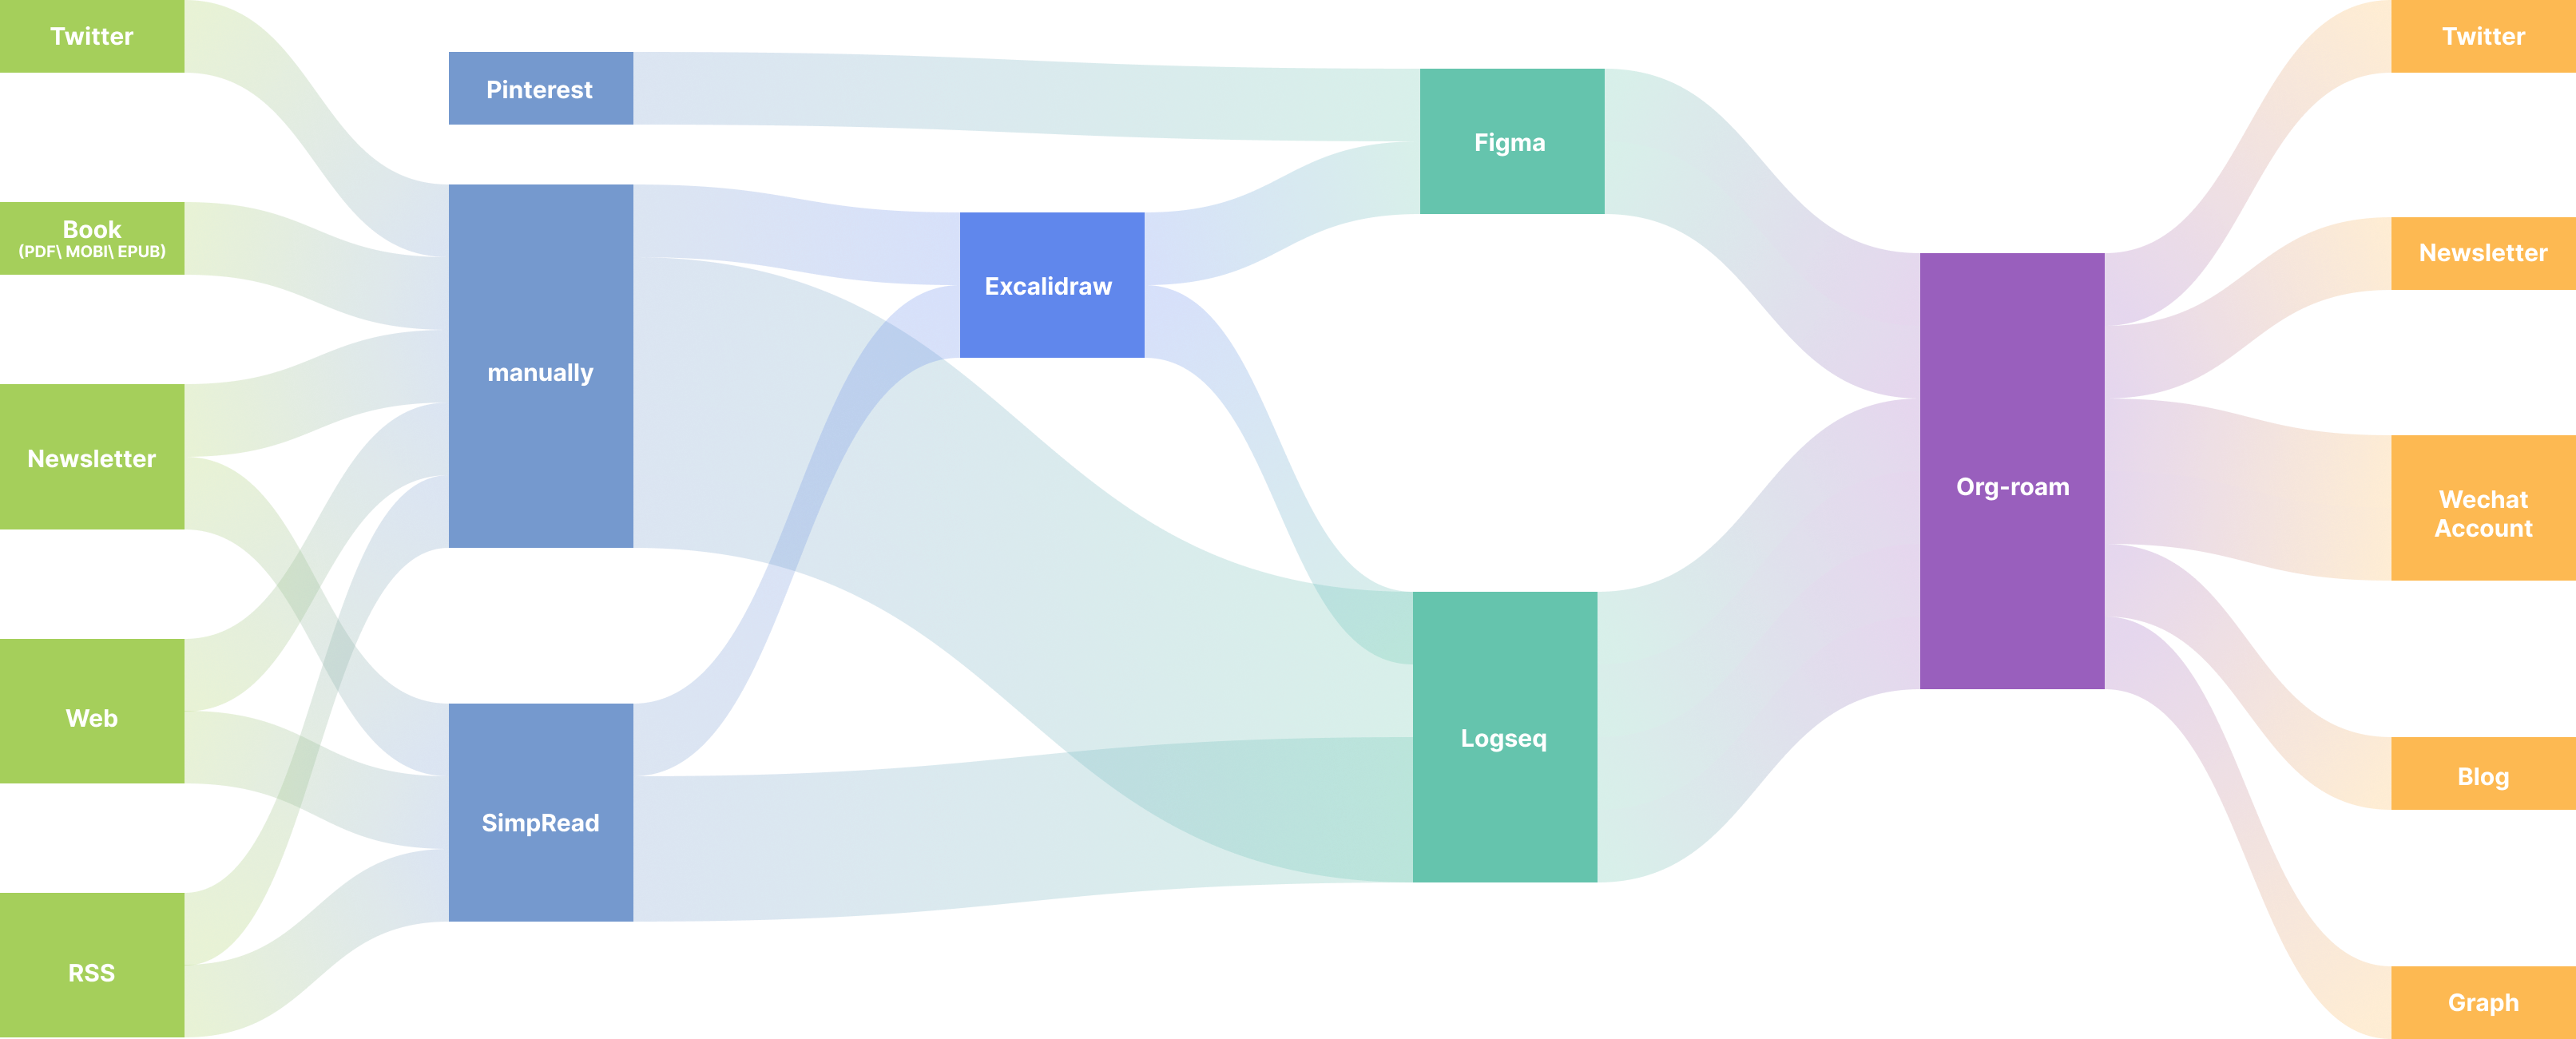 Twitter
Book
(PDF\ MOBI\ EPUB)
Newsletter
Web
RSS
Pinterest
manually
SimpRead
Excalidraw
Figma
Logseq
Org-roam
Twitter
Newsletter
Wechat
Account
Blog
Graph